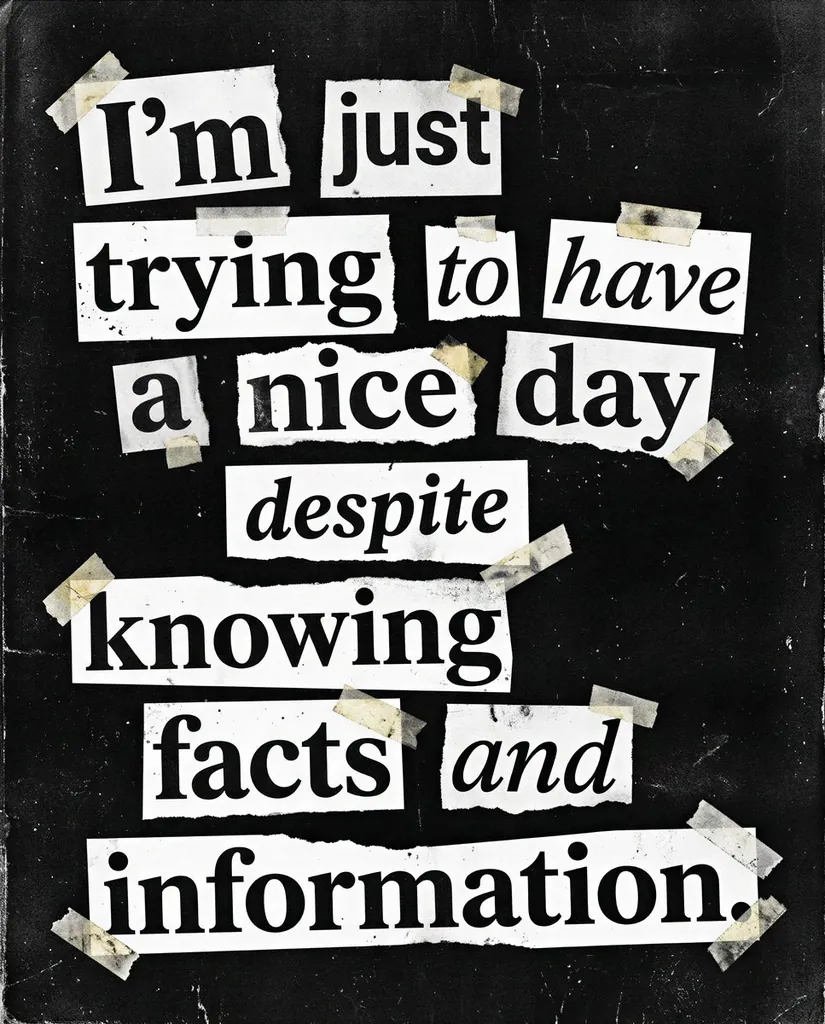 I'm just
trying to have
a nice day
despite
knowing
facts and
information.